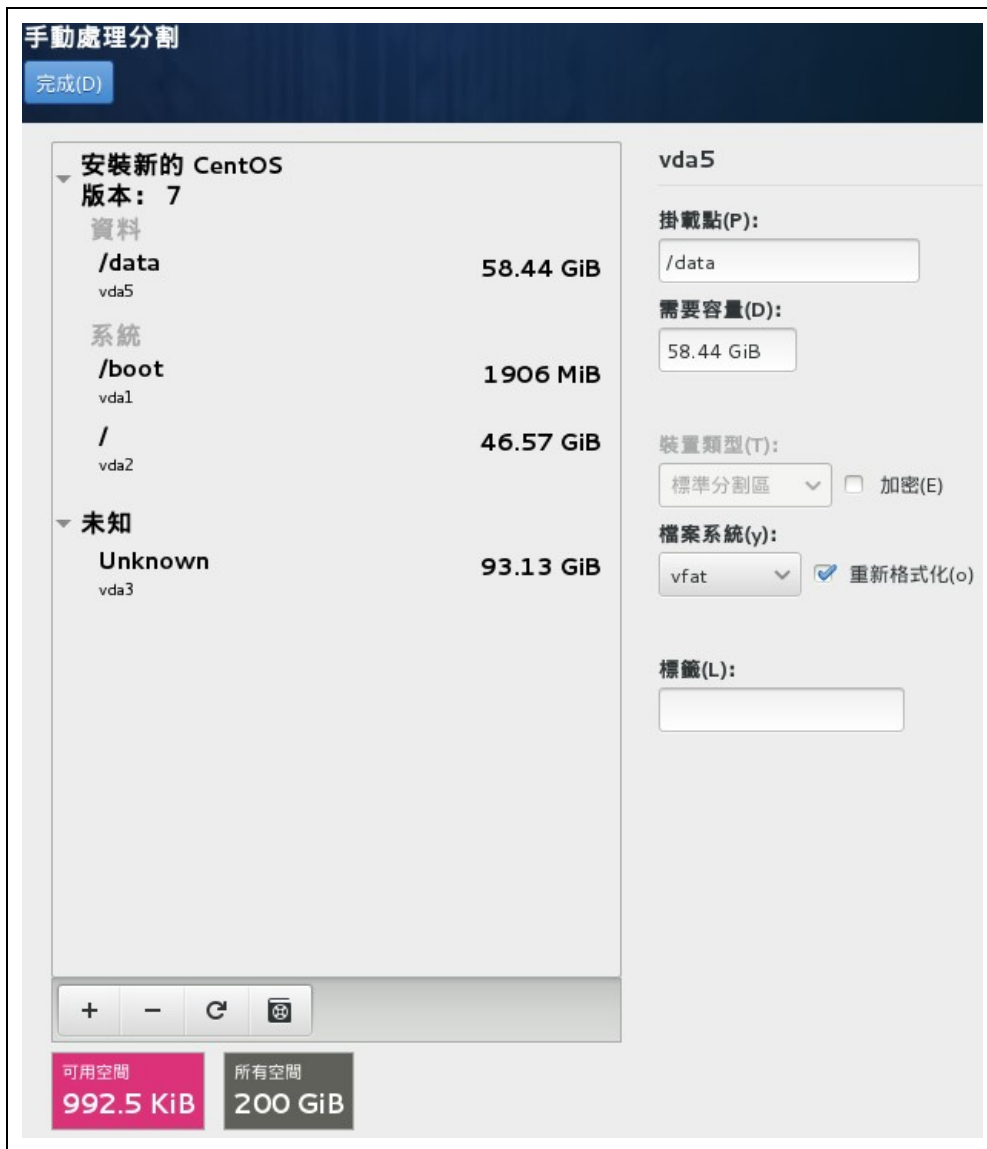 手動處理分割
完成(D)
安裝新的 CentOS
版本： 7
資料
/data
58.44 GiB
vda5
系統
/boot
1906 MiB
vda1
/
46.57 GiB
vda2
未知
Unknown
93.13 GiB
vda3
可用空間
992.5 KiB
所有空間
200 GiB
vda5
掛載點(P):
/data
需要容量(D):
58.44 GiB
裝置類型(T):
標準分割區
加密(E)
檔案系統(y):
vfat
重新格式化(o)
標籤(L):